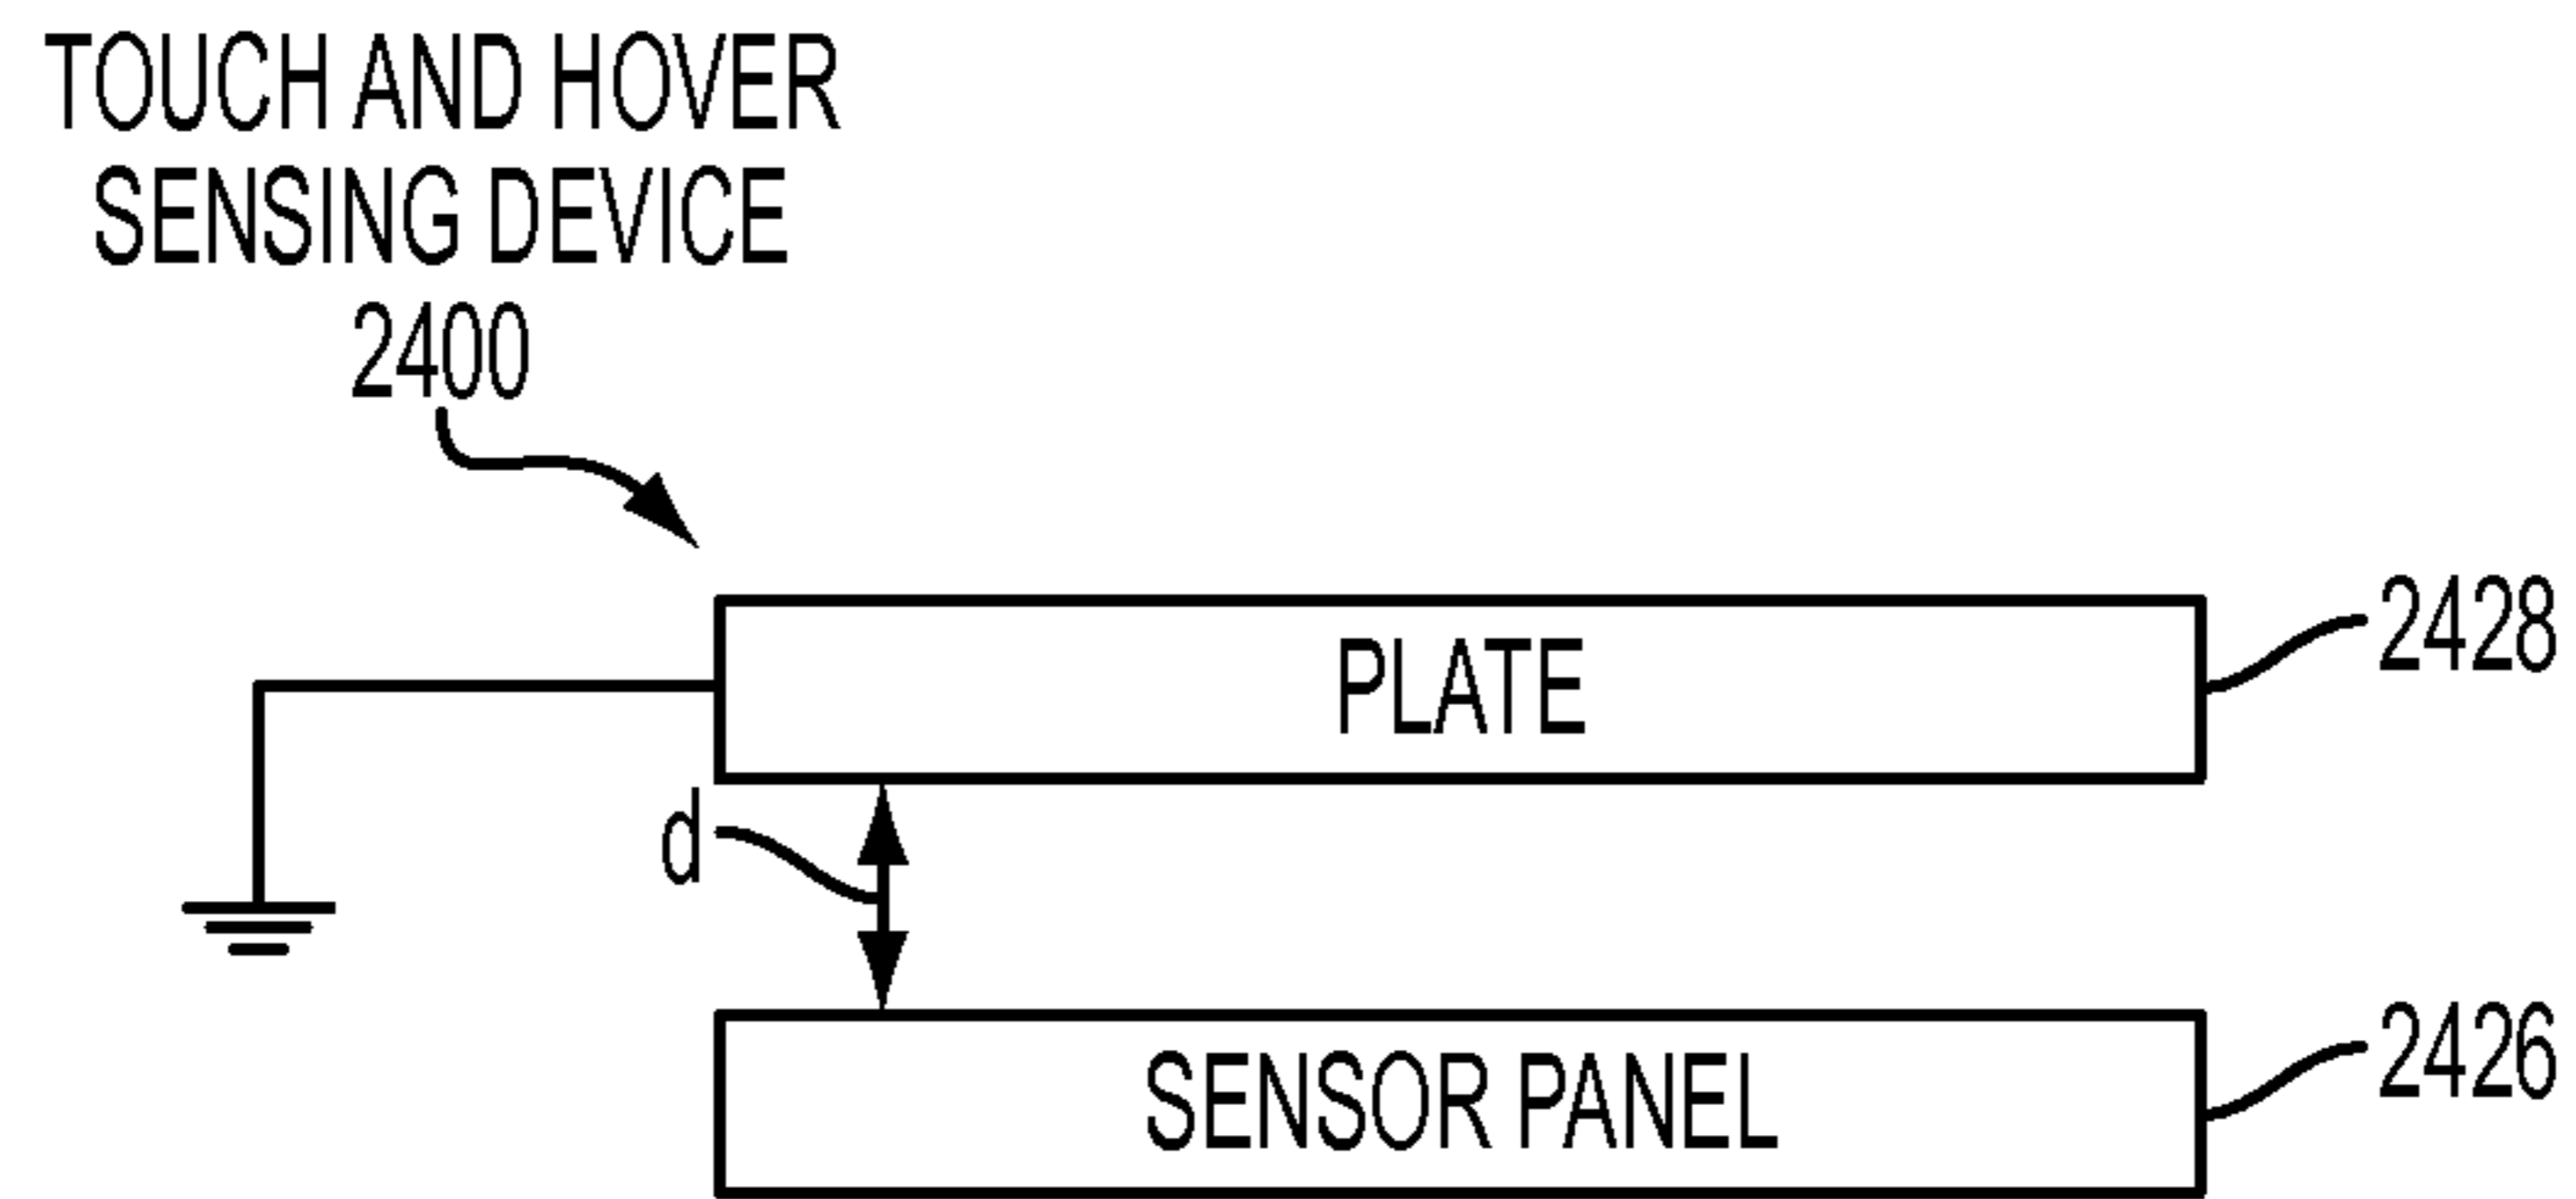 TOUCH AND HOVER
SENSING DEVICE
2400
PLATE
2428
d
SENSOR PANEL
2426